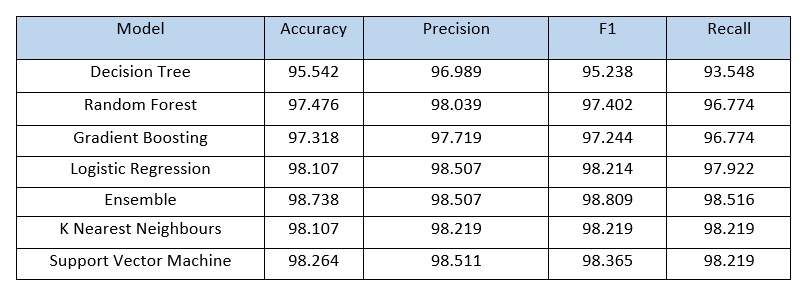 Model Accuracy Precision F1 Recall
Decision Tree 95.542 96.989 95.238 93.548
Random Forest 97.476 98.039 97.402 96.774
Gradient Boosting 97.318 97.719 97.244 96.774
Logistic Regression 98.107 98.507 98.214 97.922
Ensemble 98.738 98.507 98.809 98.516
K Nearest Neighbours 98.107 98.219 98.219 98.219
Support Vector Machine 98.264 98.511 98.365 98.219